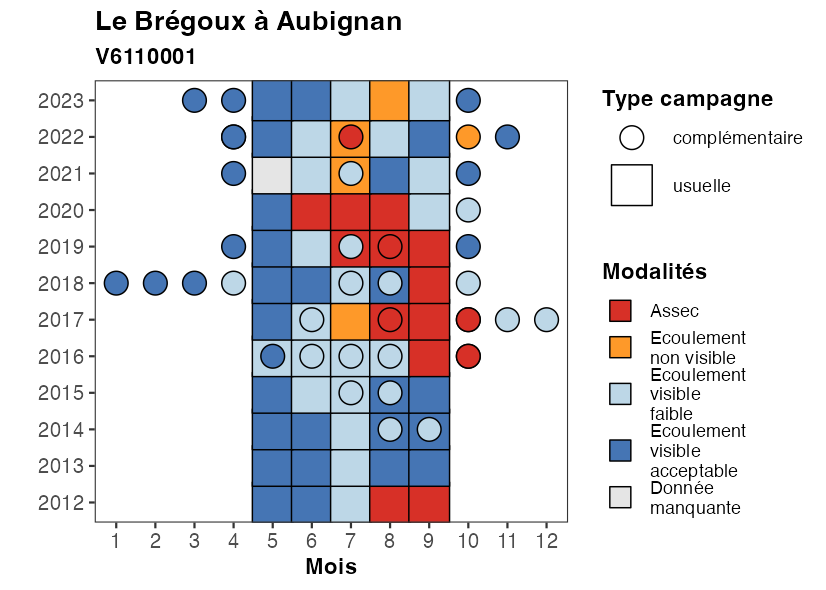 Le Brégoux à Aubignan
V6110001
2023
2022
2021
2020
2019
2018
2017
2016
2015
2014
2013
2012
1 2 3 4 5 6 7 8 9 10 11 12
Mois
Type campagne
complémentaire
usuelle
Modalités
Assec
Ecoulement
non visible
Ecoulement
visible
faible
Ecoulement
visible
acceptable
Donnée
manquante